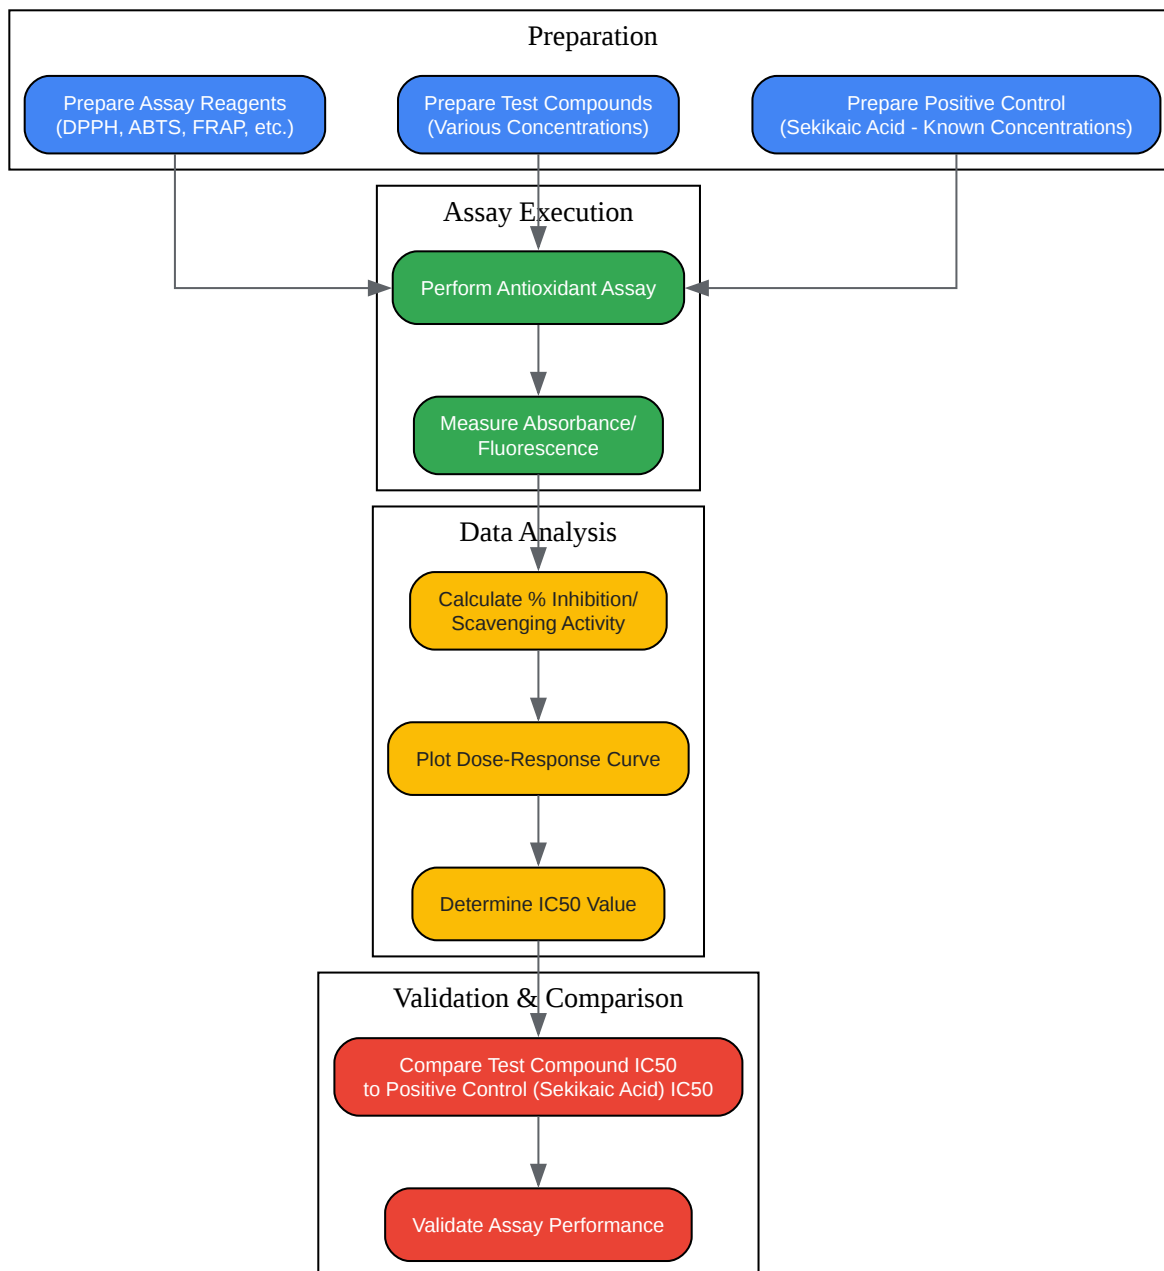 Preparation
Prepare Assay Reagents
(DPPH, ABTS, FRAP, etc.)
Prepare Test Compounds
(Various Concentrations)
Prepare Positive Control
(Sekikaic Acid - Known Concentrations)
Assay Execution
Perform Antioxidant Assay
Measure Absorbance/
Fluorescence
Data Analysis
Calculate % Inhibition/
Scavenging Activity
Plot Dose-Response Curve
Determine IC50 Value
Validation & Comparison
Compare Test Compound IC50
to Positive Control (Sekikaic Acid) IC50
Validate Assay Performance